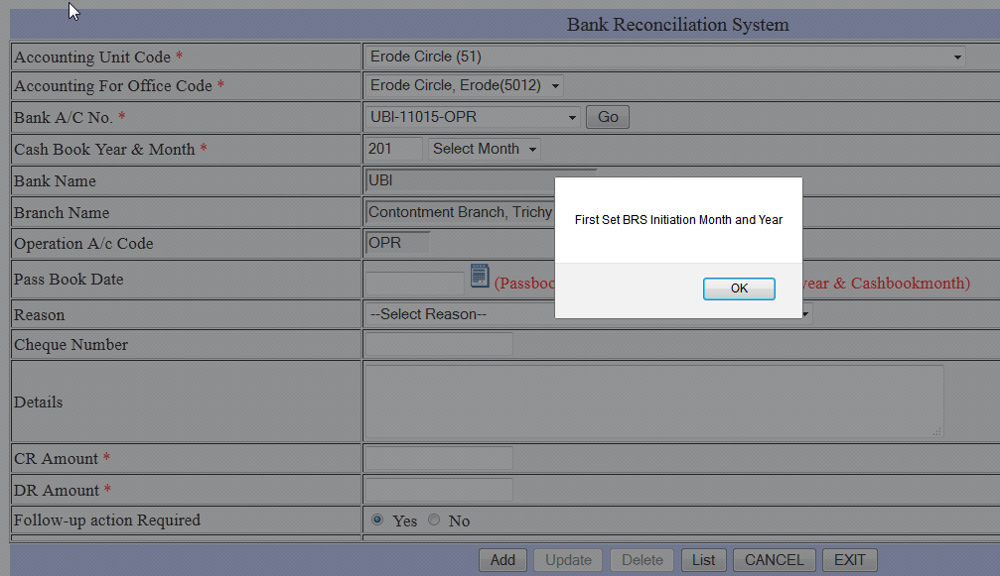 Bank Reconciliation System
Accounting Unit Code * Erode Circle (51)
Accounting For Office Code * Erode Circle, Erode(5012)
Bank A/C No. * UBI-11015-OPR Go
Cash Book Year & Month * 201 Select Month
Bank Name UBI
Branch Name Contontment Branch, Trichy
Operation A/c Code OPR
First Set BRS Initiation Month and Year
OK
Pass Book Date (Passboo year & Cashbookmonth)
Reason --Select Reason--
Cheque Number
Details
CR Amount *
DR Amount *
Follow-up action Required Yes No
Add Update Delete List CANCEL EXIT